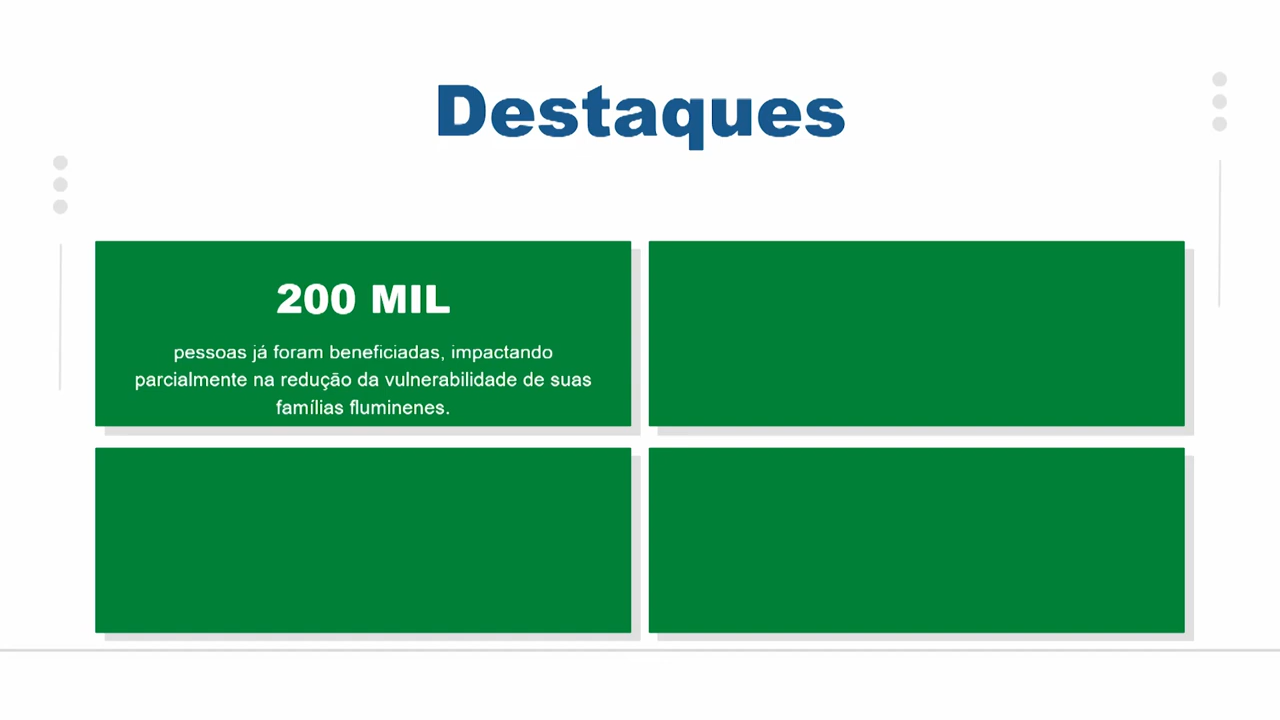 Destaques
200 MIL
pessoas já foram beneficiadas, impactando
parcialmente na redução da vulnerabilidade de suas
famílias fluminenes.